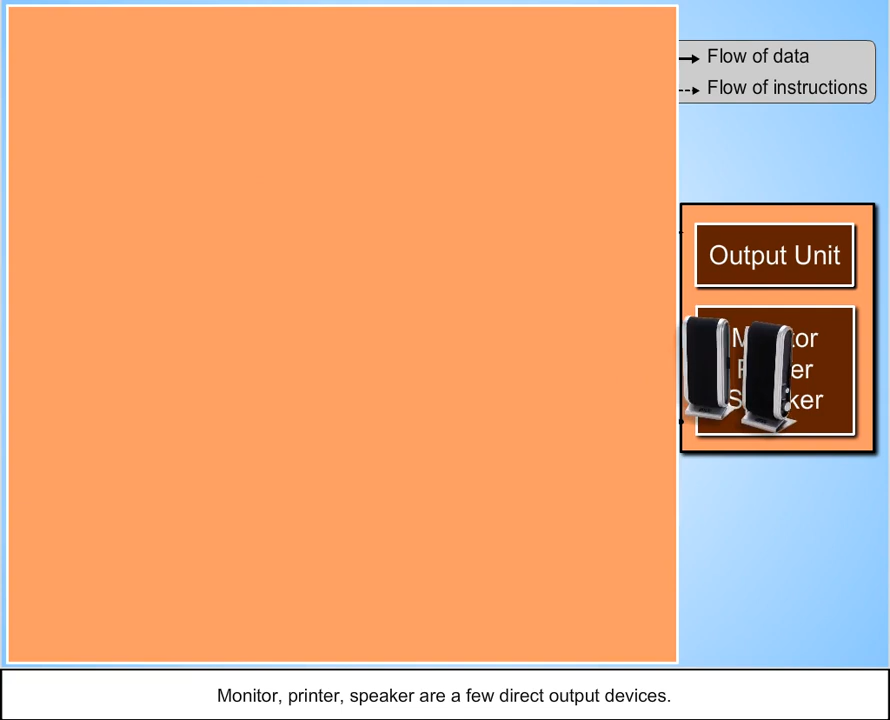 Flow of data
Flow of instructions
Output Unit
Monitor, printer, speaker are a few direct output devices.